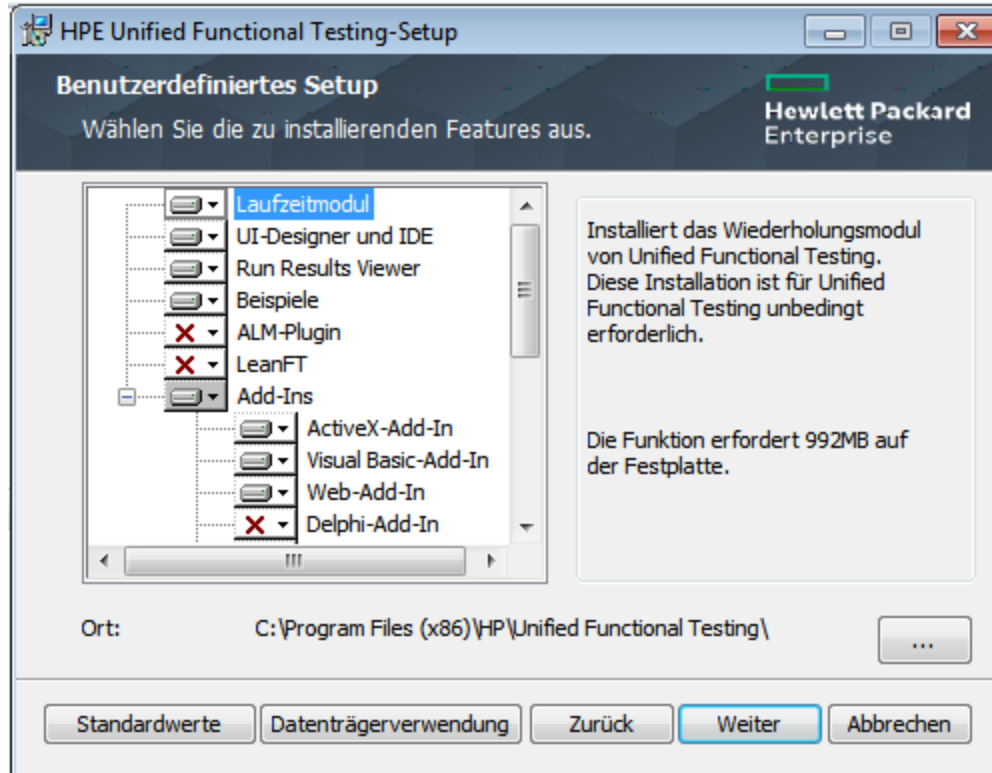 HPE Unified Functional Testing-Setup
Benutzerdefiniertes Setup
Wählen Sie die zu installierenden Features aus.
Hewlett Packard
Enterprise
Laufzeitmodul
UI-Designer und IDE
Run Results Viewer
Beispiele
ALM-Plugin
LeanFT
Add-Ins
ActiveX-Add-In
Visual Basic-Add-In
Web-Add-In
Delphi-Add-In
Installiert das Wiederholungsmodul
von Unified Functional Testing.
Diese Installation ist für Unified
Functional Testing unbedingt
erforderlich.
Die Funktion erfordert 992MB auf
der Festplatte.
Ort: C:\Program Files (x86)\HP\Unified Functional Testing\
...
Standardwerte Datenträgerverwendung Zurück Weiter Abbrechen